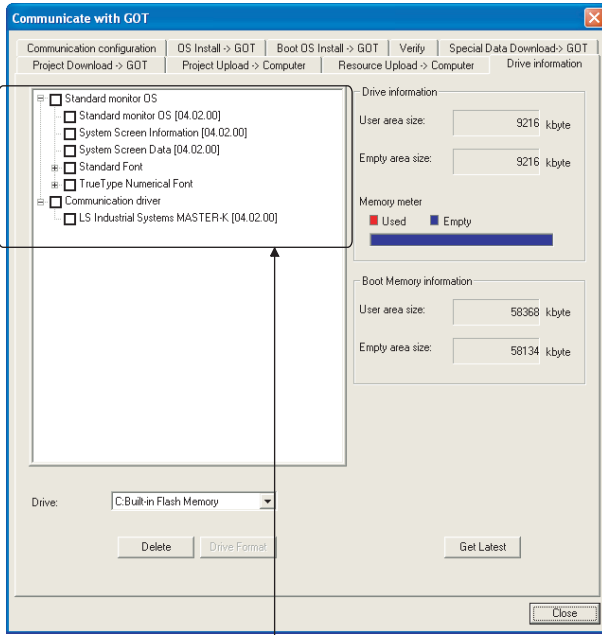 Communicate with GOT
Communication configuration
OS Install -> GOT
Boot OS Install -> GOT
Verify
Special Data Download-> GOT
Project Download -> GOT
Project Upload -> Computer
Resource Upload -> Computer
Drive information
Standard monitor OS
Standard monitor OS [04.02.00]
System Screen Information [04.02.00]
System Screen Data [04.02.00]
Standard Font
TrueType Numerical Font
Communication driver
LS Industrial Systems MASTER-K [04.02.00]
Drive information
User area size: 9216 kbyte
Empty area size: 9216 kbyte
Memory meter
Used Empty
Boot Memory information
User area size: 58368 kbyte
Empty area size: 58134 kbyte
Drive: C:Built-in Flash Memory
Delete
Drive Format
Get Latest
Close